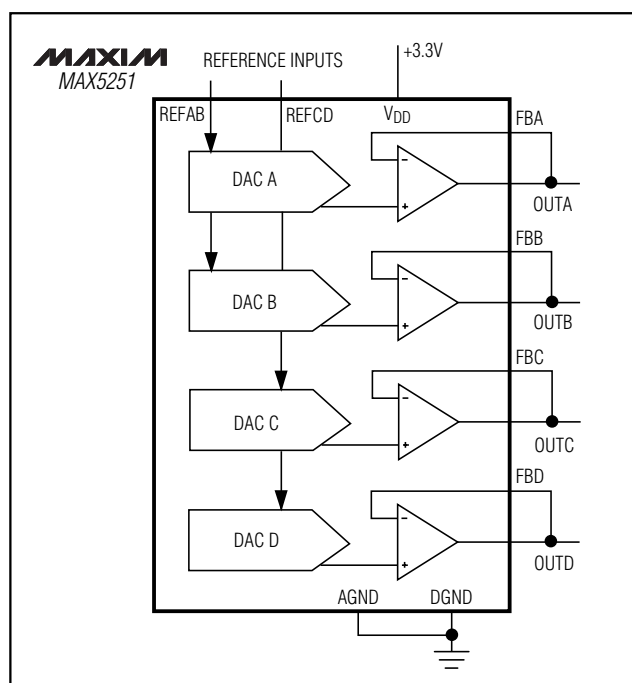 MAXIM
MAX5251
REFERENCE INPUTS
+3.3V
REFAB
REFCD
VDD
FBA
DAC A
-
+
OUTA
FBB
DAC B
-
+
OUTB
FBC
DAC C
-
+
OUTC
FBD
DAC D
-
+
OUTD
AGND
DGND